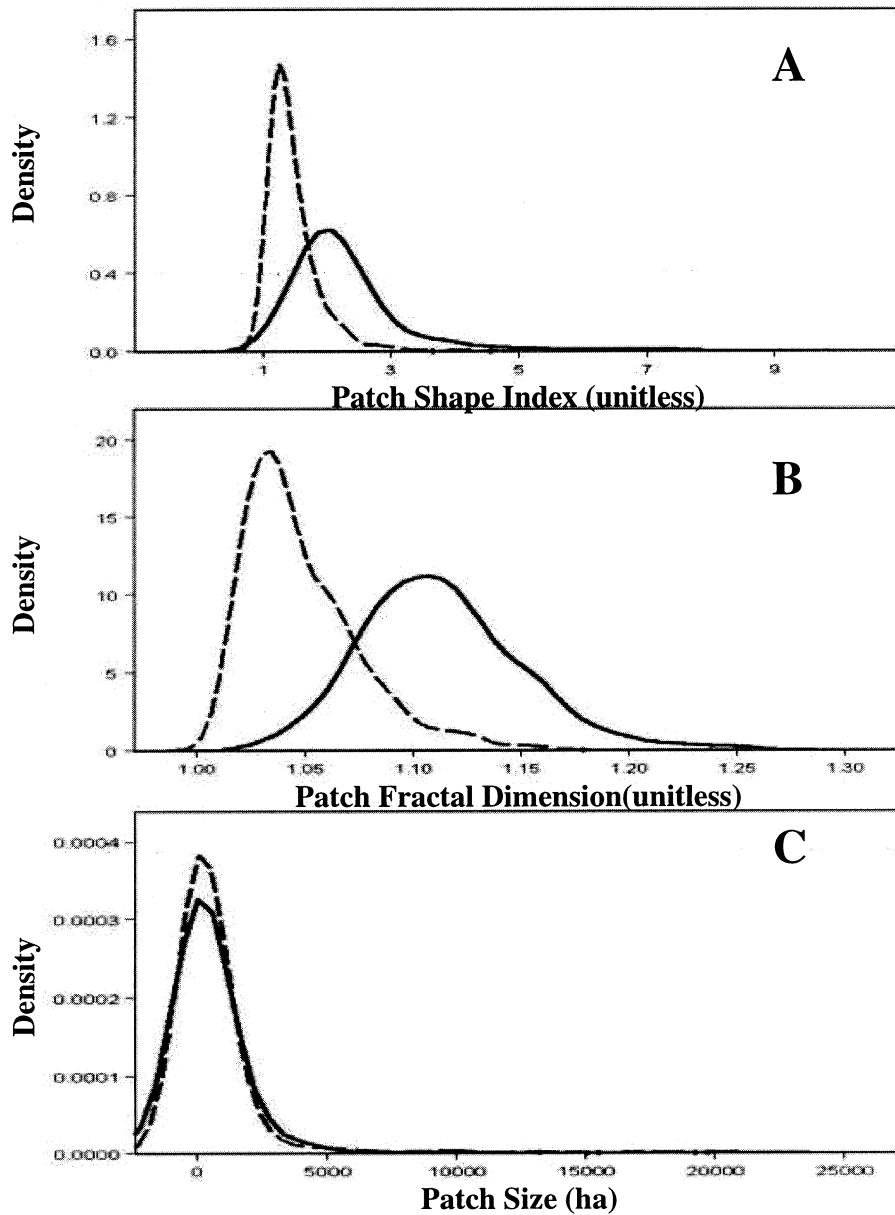 A
Density
1.6
1.2
0.8
0.4
0.0
1 3 5 7 9
Patch Shape Index (unitless)
B
Density
20
15
10
5
0
1.00 1.05 1.10 1.15 1.20 1.25 1.30
Patch Fractal Dimension(unitless)
C
Density
0.0004
0.0003
0.0002
0.0001
0.0000
0 5000 10000 15000 20000 25000
Patch Size (ha)